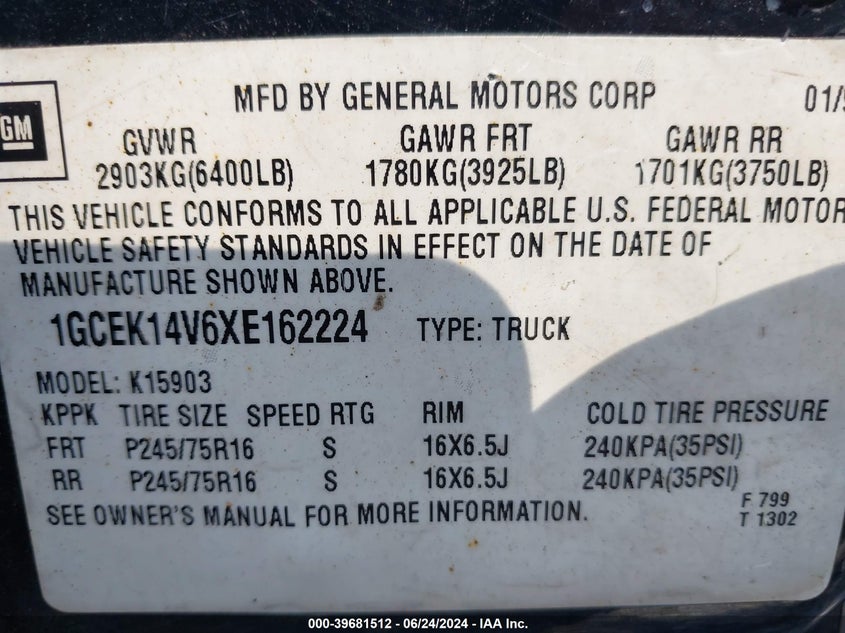 MFD BY GENERAL MOTORS CORP 01/
GM
GVWR GAWR FRT GAWR RR
2903KG(6400LB) 1780KG(3925LB) 1701KG(3750LB)
THIS VEHICLE CONFORMS TO ALL APPLICABLE U.S. FEDERAL MOTOR
VEHICLE SAFETY STANDARDS IN EFFECT ON THE DATE OF
MANUFACTURE SHOWN ABOVE.
1GCEK14V6XE162224 TYPE: TRUCK
MODEL: K15903
KPPK TIRE SIZE SPEED RTG RIM COLD TIRE PRESSURE
FRT P245/75R16 S 16X6.5J 240KPA(35PSI)
RR P245/75R16 S 16X6.5J 240KPA(35PSI)
SEE OWNER'S MANUAL FOR MORE INFORMATION.
F 799
T 1302
000-39681512 - 06/24/2024 - IAA Inc.